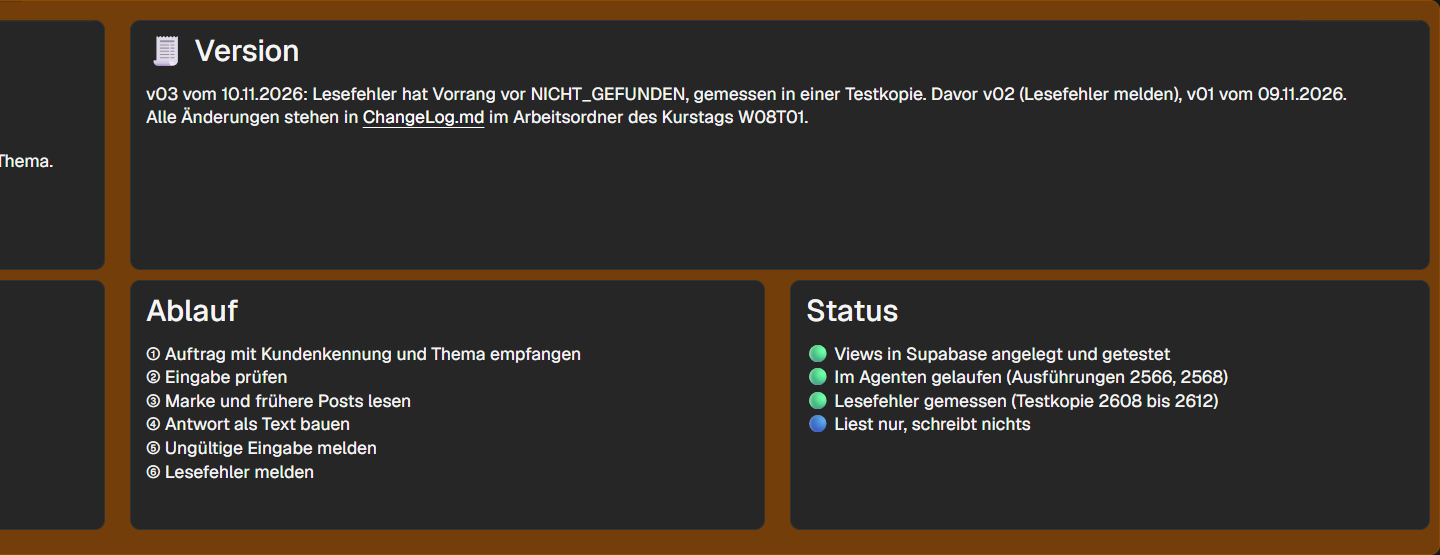 Version
v03 vom 10.11.2026: Lesefehler hat Vorrang vor NICHT_GEFUNDEN, gemessen in einer Testkopie. Davor v02 (Lesefehler melden), v01 vom 09.11.2026.
Alle Änderungen stehen in ChangeLog.md im Arbeitsordner des Kurstags W08T01.
Thema.
Ablauf
① Auftrag mit Kundenkennung und Thema empfangen
② Eingabe prüfen
③ Marke und frühere Posts lesen
④ Antwort als Text bauen
⑤ Ungültige Eingabe melden
⑥ Lesefehler melden
Status
Views in Supabase angelegt und getestet
Im Agenten gelaufen (Ausführungen 2566, 2568)
Lesefehler gemessen (Testkopie 2608 bis 2612)
Liest nur, schreibt nichts